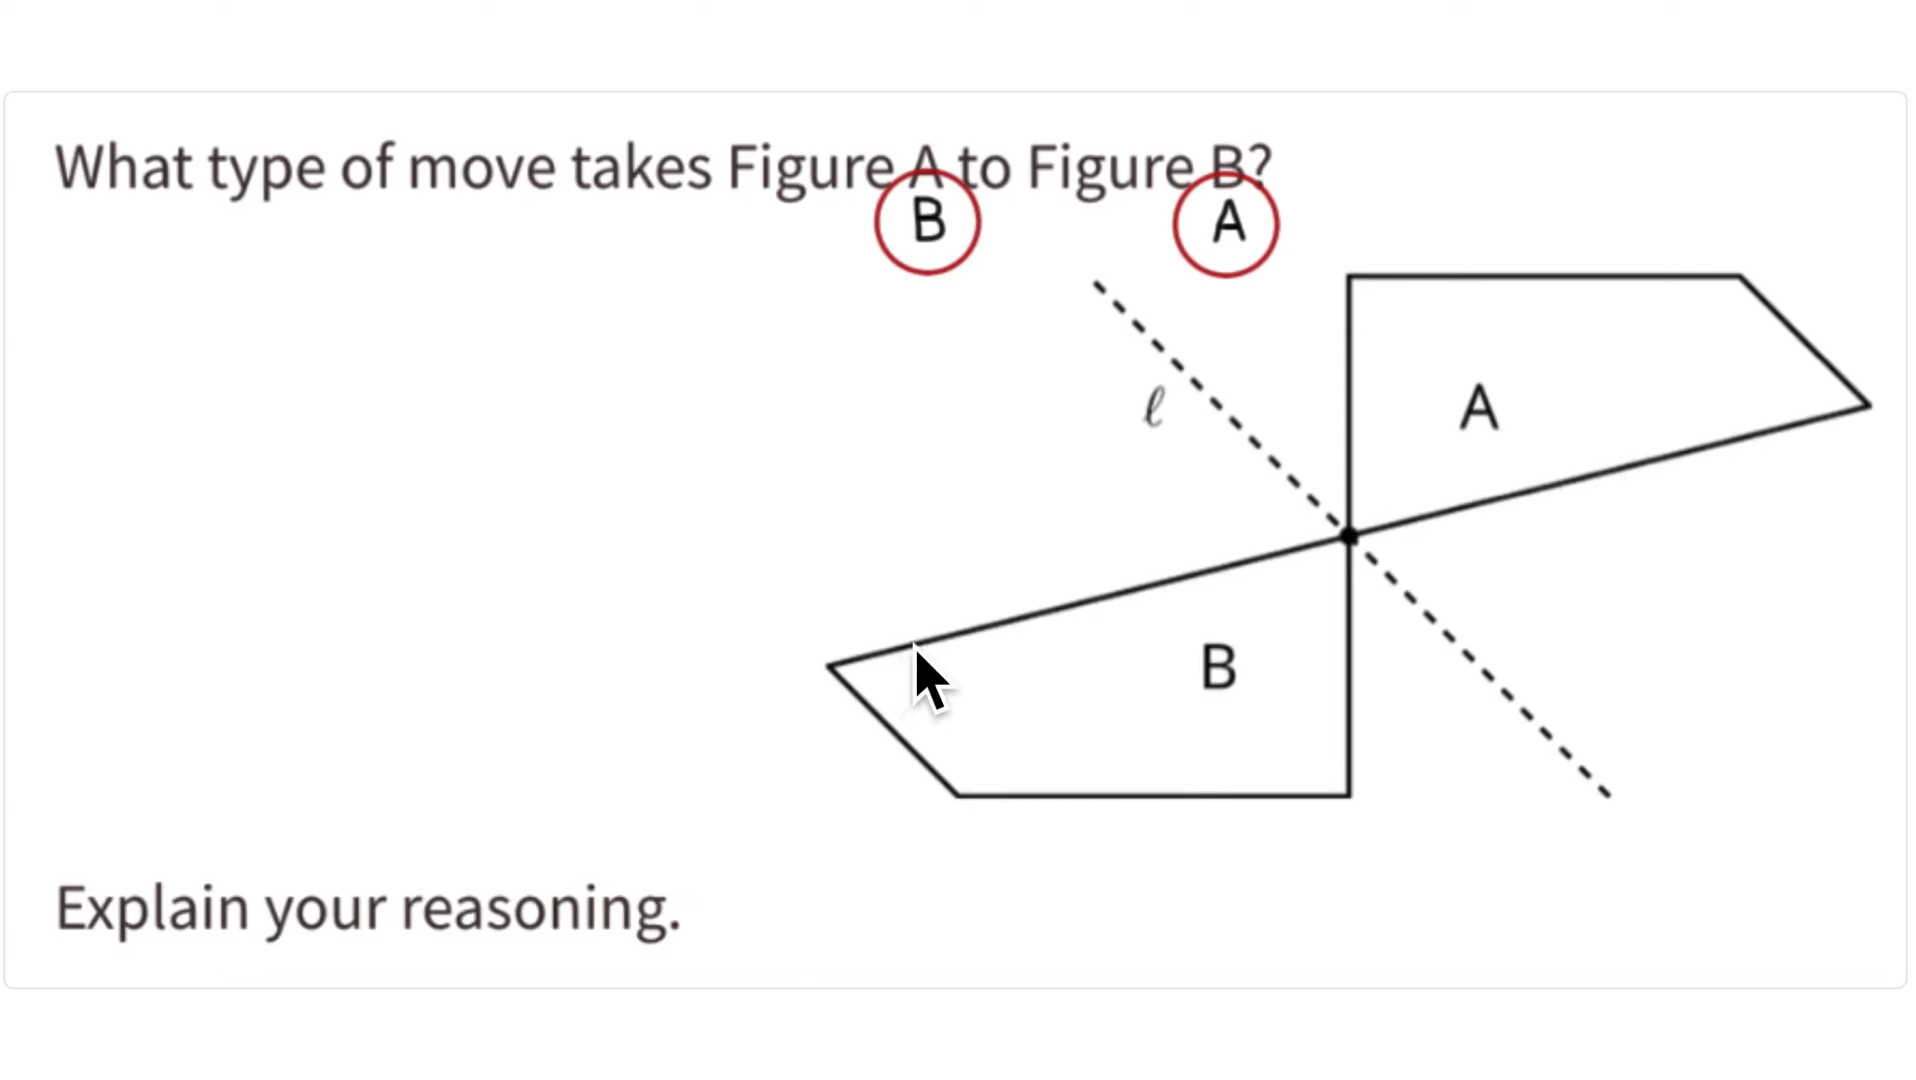 What type of move takes Figure A to Figure B?
B A
ℓ
A
B
Explain your reasoning.